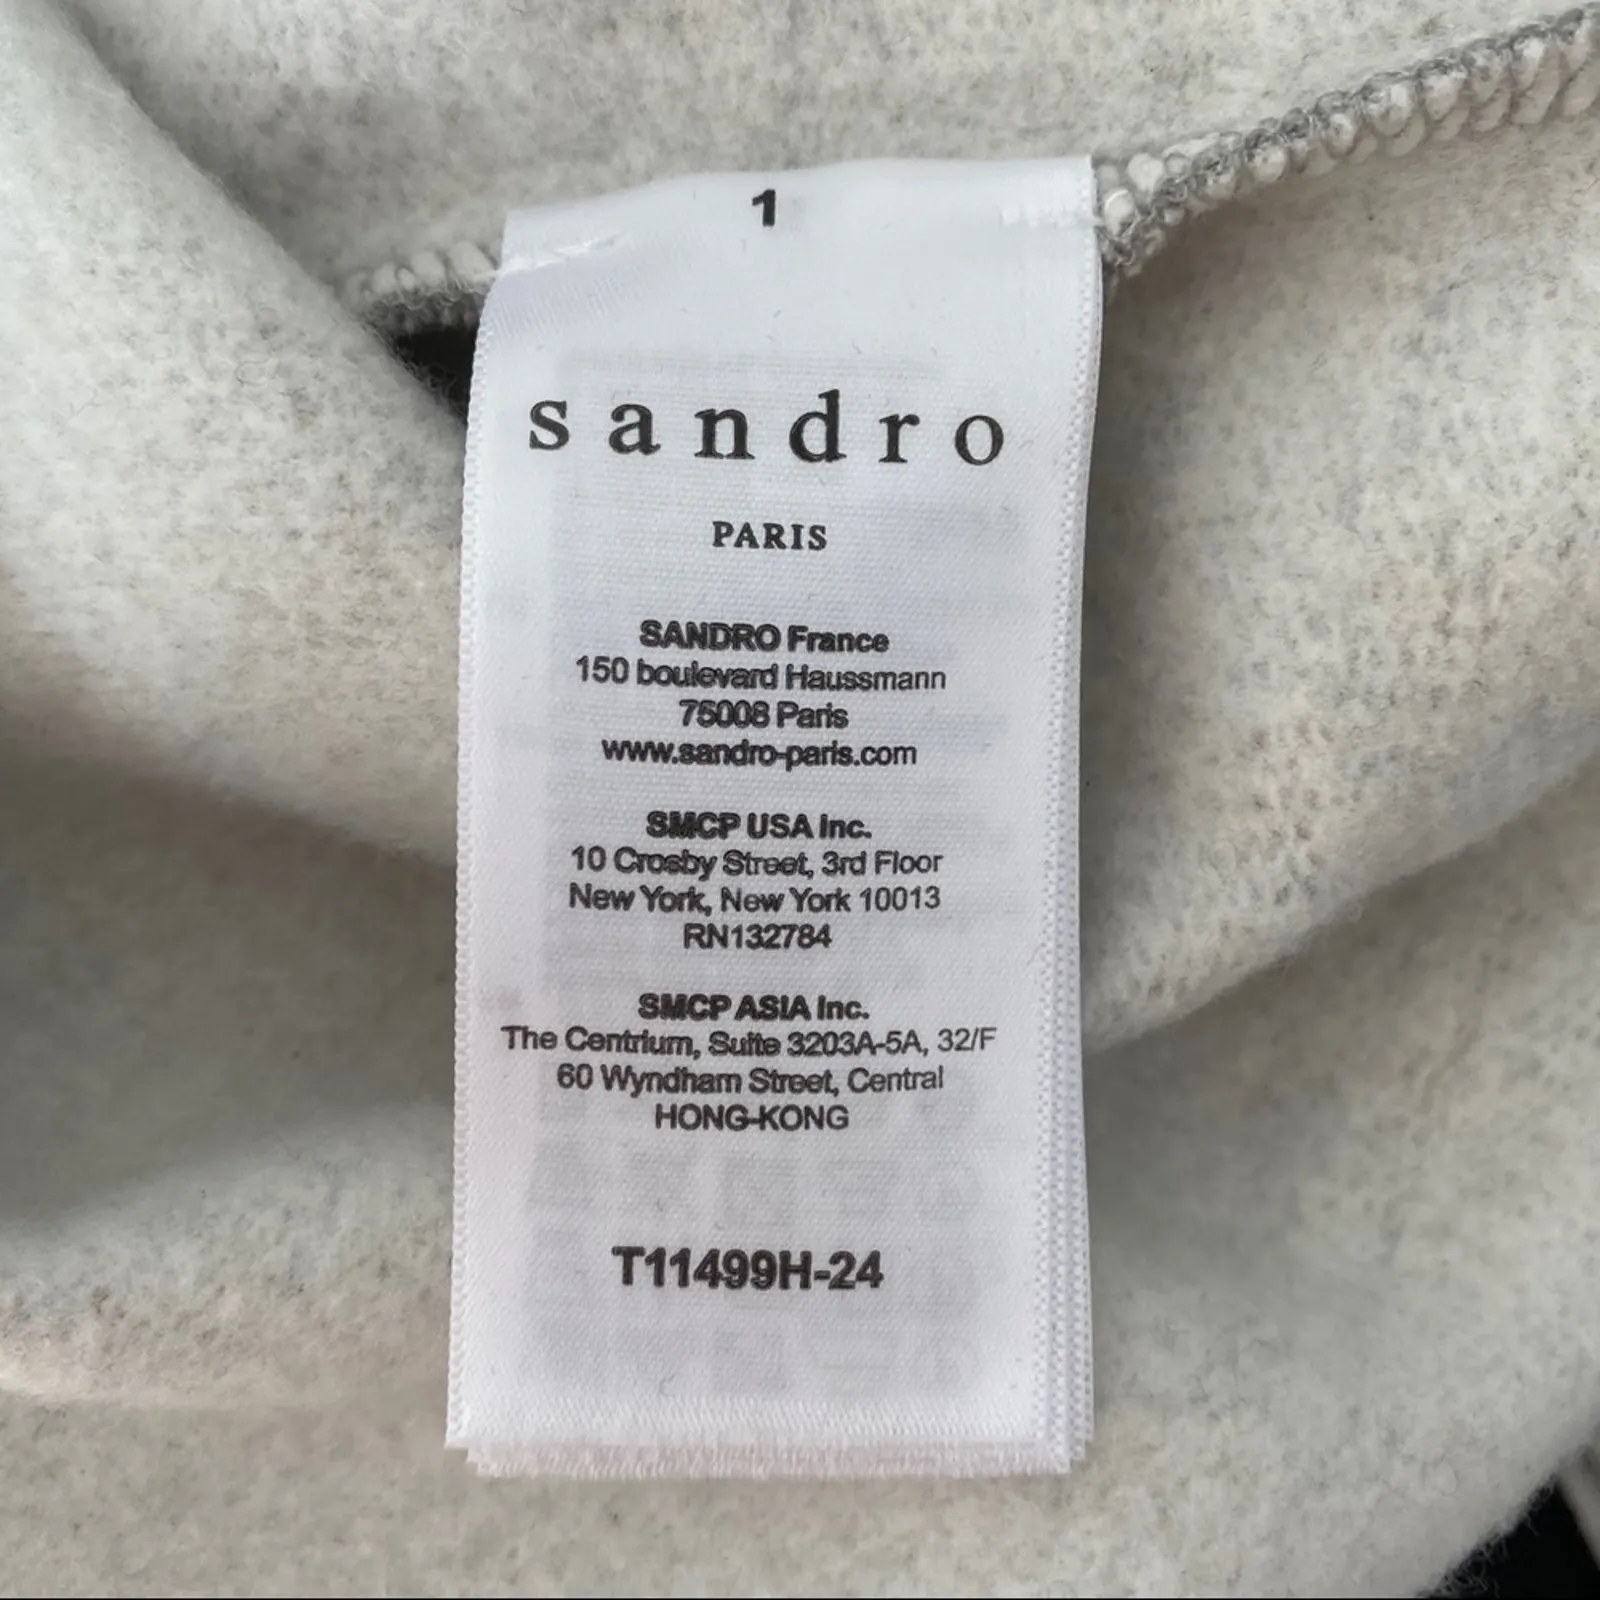 1
sandro
PARIS
SANDRO France
150 boulevard Haussmann
75008 Paris
www.sandro-paris.com
SMCP USA Inc.
10 Crosby Street, 3rd Floor
New York, New York 10013
RN132784
SMCP ASIA Inc.
The Centrium, Suite 3203A-5A, 32/F
60 Wyndham Street, Central
HONG-KONG
T11499H-24